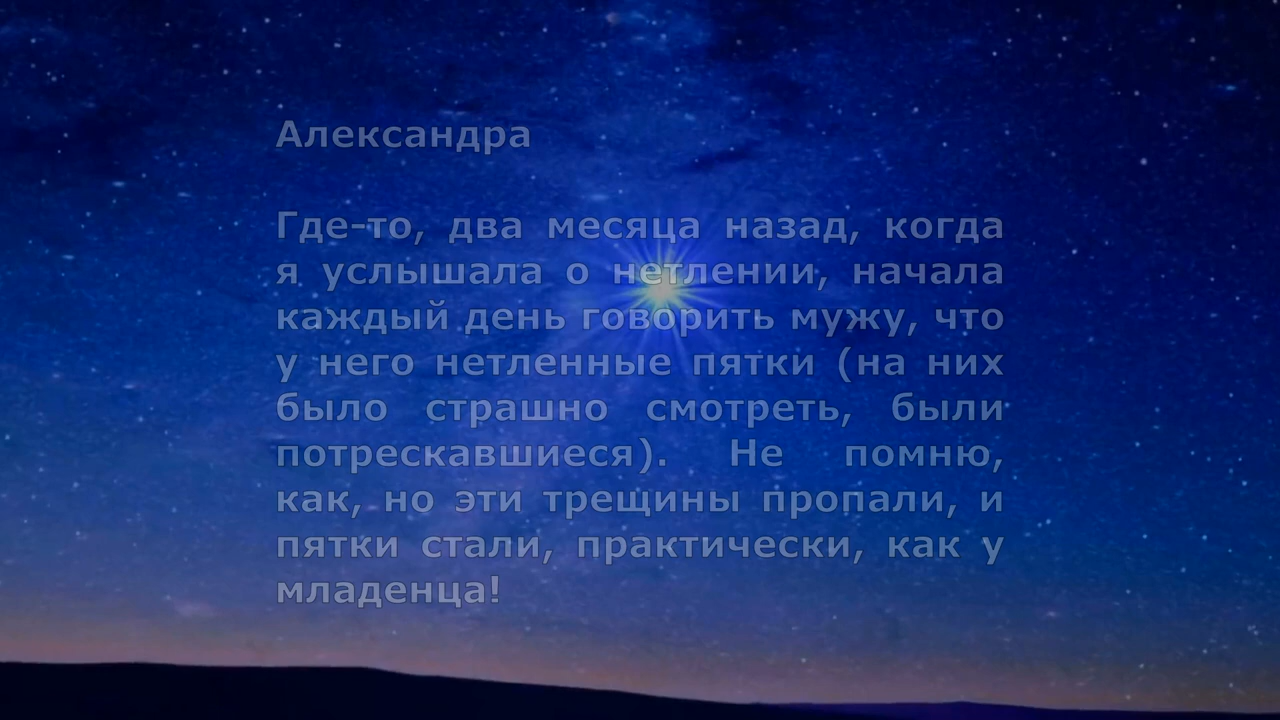 Александра
Где-то, два месяца назад, когда
я услышала о нетлении, начала
каждый день говорить мужу, что
у него нетленные пятки (на них
было страшно смотреть, были
потрескавшиеся). Не помню,
как, но эти трещины пропали, и
пятки стали, практически, как у
младенца!